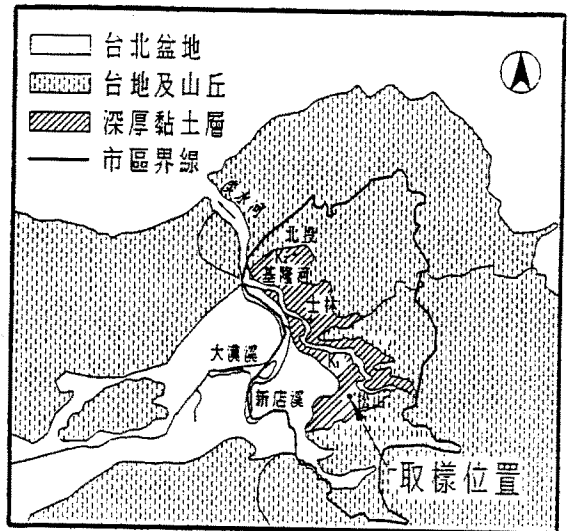 台北盆地
台地及山丘
深厚黏土層
市區界線
淡水河
北投
基隆河
士林
大漢溪
新店溪
松山
取樣位置